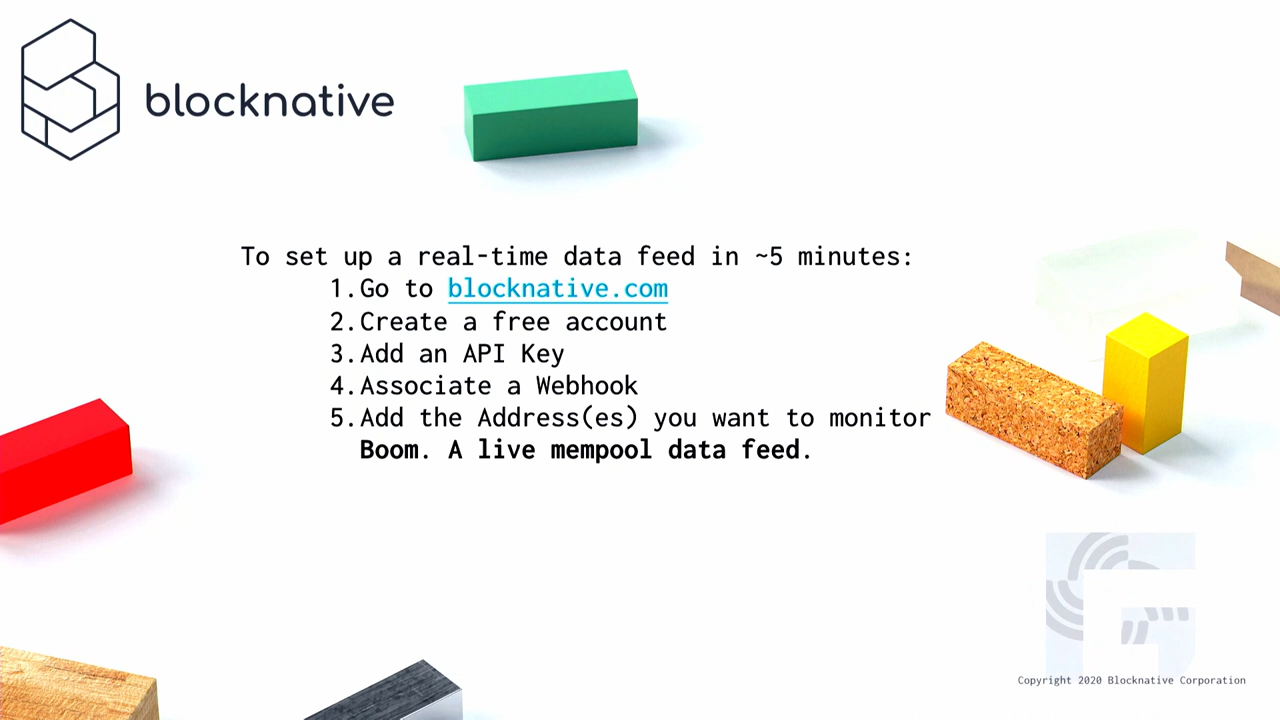 blocknative
To set up a real-time data feed in ~5 minutes:
1.Go to blocknative.com
2.Create a free account
3.Add an API Key
4.Associate a Webhook
5.Add the Address(es) you want to monitor
Boom. A live mempool data feed.
Copyright 2020 Blocknative Corporation